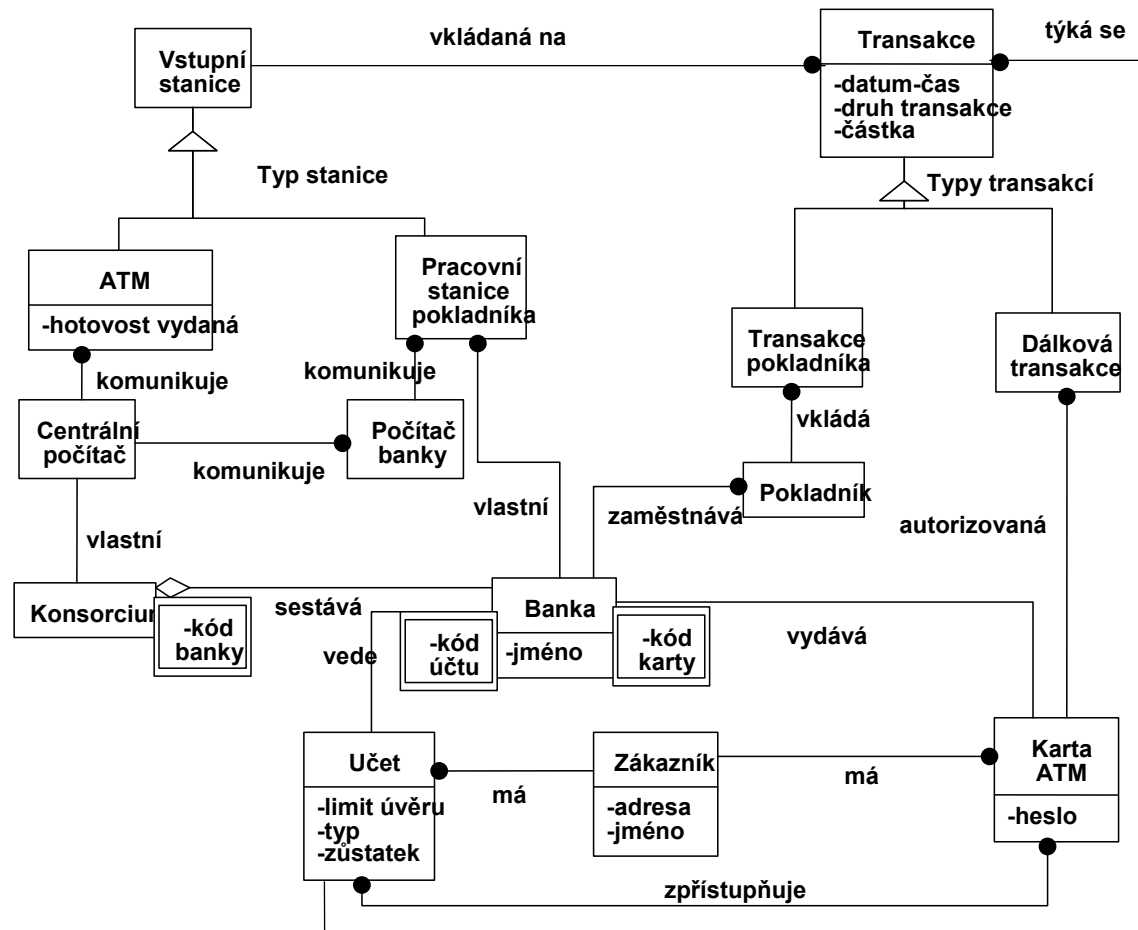 Vstupní
stanice
vkládaná na
Transakce
-datum-čas
-druh transakce
-částka
týká se
Typ stanice
Typy transakcí
ATM
-hotovost vydaná
Pracovní
stanice
pokladníka
Transakce
pokladníka
Dálková
transakce
komunikuje
komunikuje
vkládá
Centrální
počítač
komunikuje
Počítač
banky
Pokladník
vlastní
vlastní
zaměstnává
autorizovaná
Konsorcium
-kód
banky
sestává
Banka
-jméno
-kód
účtu
-kód
karty
vede
vydává
Učet
-limit úvěru
-typ
-zůstatek
má
Zákazník
-adresa
-jméno
má
Karta
ATM
-heslo
zpřístupňuje